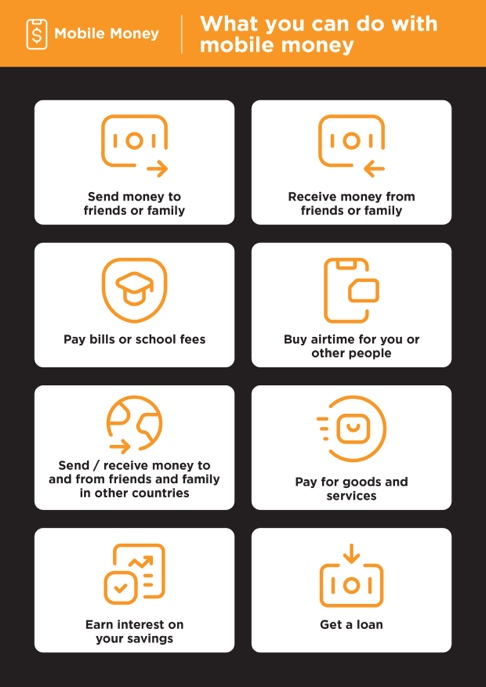 Mobile Money
What you can do with
mobile money
Send money to
friends or family
Receive money from
friends or family
Pay bills or school fees
Buy airtime for you or
other people
Send / receive money to
and from friends and family
in other countries
Pay for goods and
services
Earn interest on
your savings
Get a loan